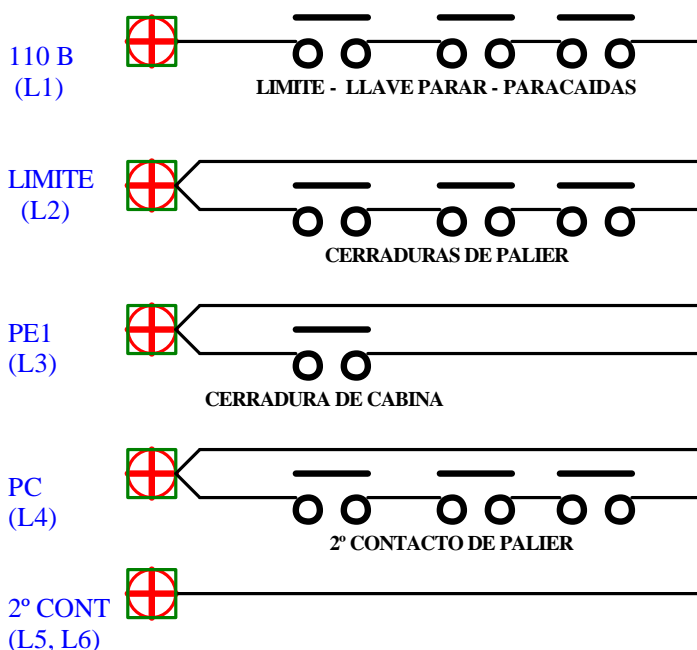 110 B
(L1)
LIMITE - LLAVE PARAR - PARACAIDAS
LIMITE
(L2)
CERRADURAS DE PALIER
PE1
(L3)
CERRADURA DE CABINA
PC
(L4)
2º CONTACTO DE PALIER
2º CONT
(L5, L6)